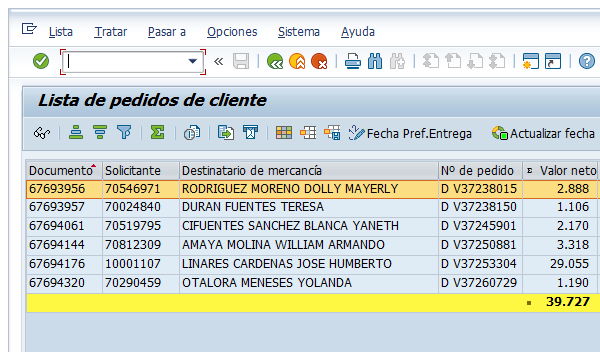 Lista Tratar Pasar a Opciones Sistema Ayuda
Lista de pedidos de cliente
Fecha Pref.Entrega Actualizar fecha
Documento Solicitante Destinatario de mercancía Nº de pedido Σ Valor neto
67693956 70546971 RODRIGUEZ MORENO DOLLY MAYERLY D V37238015 2.888
67693957 70024840 DURAN FUENTES TERESA D V37238150 1.106
67694061 70519795 CIFUENTES SANCHEZ BLANCA YANETH D V37245901 2.170
67694144 70812309 AMAYA MOLINA WILLIAM ARMANDO D V37250881 3.318
67694176 10001107 LINARES CARDENAS JOSE HUMBERTO D V37253304 29.055
67694320 70290459 OTALORA MENESES YOLANDA D V37260729 1.190
39.727